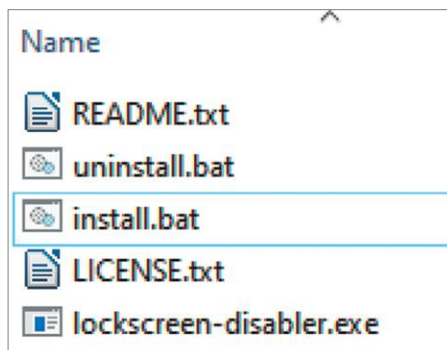 Name
README.txt
uninstall.bat
install.bat
LICENSE.txt
lockscreen-disabler.exe